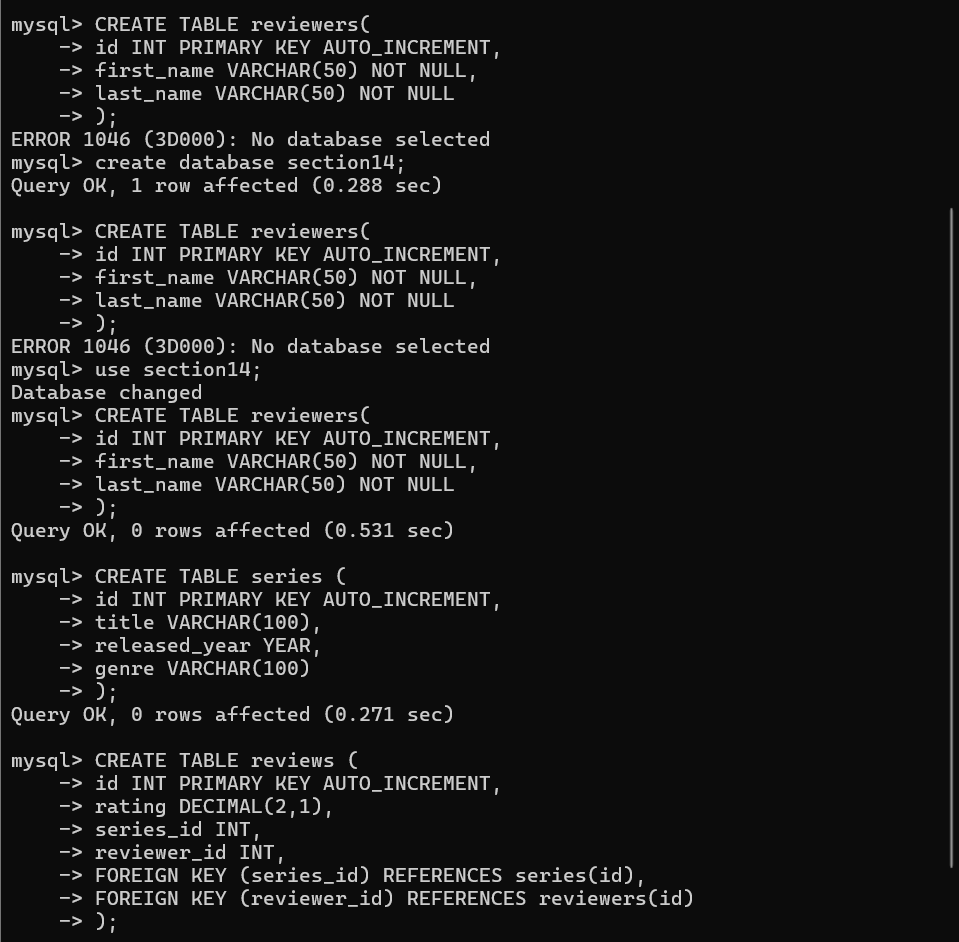 mysql> CREATE TABLE reviewers(
    -> id INT PRIMARY KEY AUTO_INCREMENT,
    -> first_name VARCHAR(50) NOT NULL,
    -> last_name VARCHAR(50) NOT NULL
    -> );
ERROR 1046 (3D000): No database selected
mysql> create database section14;
Query OK, 1 row affected (0.288 sec)

mysql> CREATE TABLE reviewers(
    -> id INT PRIMARY KEY AUTO_INCREMENT,
    -> first_name VARCHAR(50) NOT NULL,
    -> last_name VARCHAR(50) NOT NULL
    -> );
ERROR 1046 (3D000): No database selected
mysql> use section14;
Database changed
mysql> CREATE TABLE reviewers(
    -> id INT PRIMARY KEY AUTO_INCREMENT,
    -> first_name VARCHAR(50) NOT NULL,
    -> last_name VARCHAR(50) NOT NULL
    -> );
Query OK, 0 rows affected (0.531 sec)

mysql> CREATE TABLE series (
    -> id INT PRIMARY KEY AUTO_INCREMENT,
    -> title VARCHAR(100),
    -> released_year YEAR,
    -> genre VARCHAR(100)
    -> );
Query OK, 0 rows affected (0.271 sec)

mysql> CREATE TABLE reviews (
    -> id INT PRIMARY KEY AUTO_INCREMENT,
    -> rating DECIMAL(2,1),
    -> series_id INT,
    -> reviewer_id INT,
    -> FOREIGN KEY (series_id) REFERENCES series(id),
    -> FOREIGN KEY (reviewer_id) REFERENCES reviewers(id)
    -> );